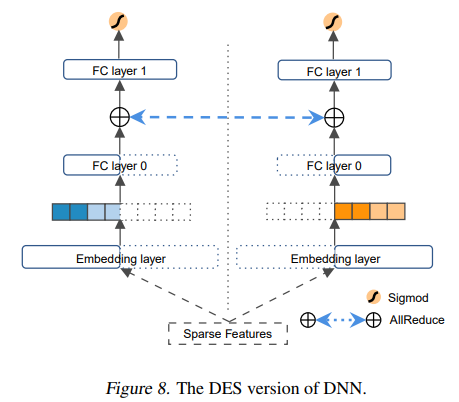 FC layer 1
FC layer 1
FC layer 0
FC layer 0
Embedding layer
Embedding layer
Sigmod
AllReduce
Sparse Features
Figure 8. The DES version of DNN.